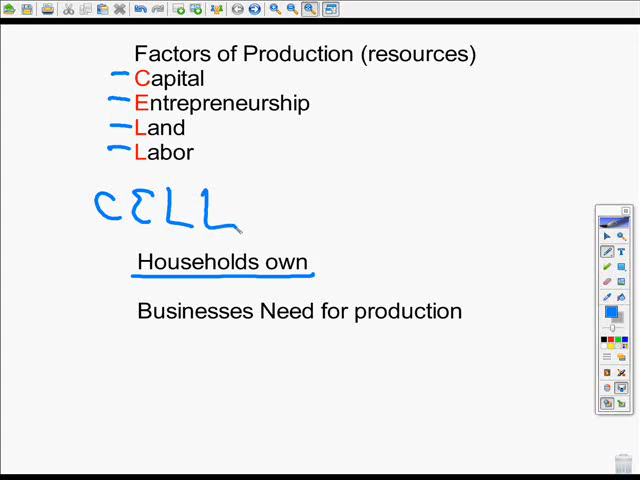 Factors of Production (resources)
Capital
Entrepreneurship
Land
Labor
CELL
Households own
Businesses Need for production